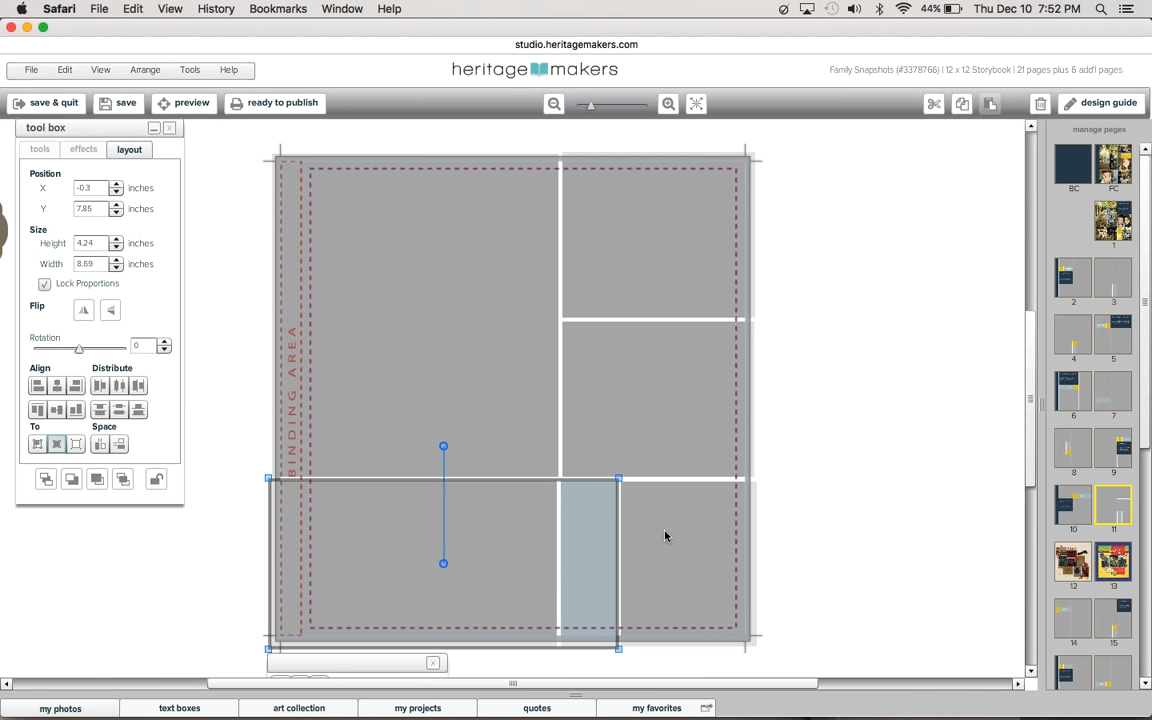 Safari File Edit View History Bookmarks Window Help 44% Thu Dec 10 7:52 PM
studio.heritagemakers.com
File Edit View Arrange Tools Help
heritage makers
Family Snapshots (#3378766) | 12 x 12 Storybook | 21 pages plus 6 add'l pages
save & quit save preview ready to publish design guide
tool box
tools effects layout
Position
X -0.3 inches
Y 7.85 inches
Size
Height 4.24 inches
Width 8.69 inches
Lock Proportions
Flip
Rotation 0
Align Distribute
To Space
BINDING AREA
manage pages
BC FC
1
2 3
4 5
6 7
8 9
10 11
12 13
14 15
my photos text boxes art collection my projects quotes my favorites